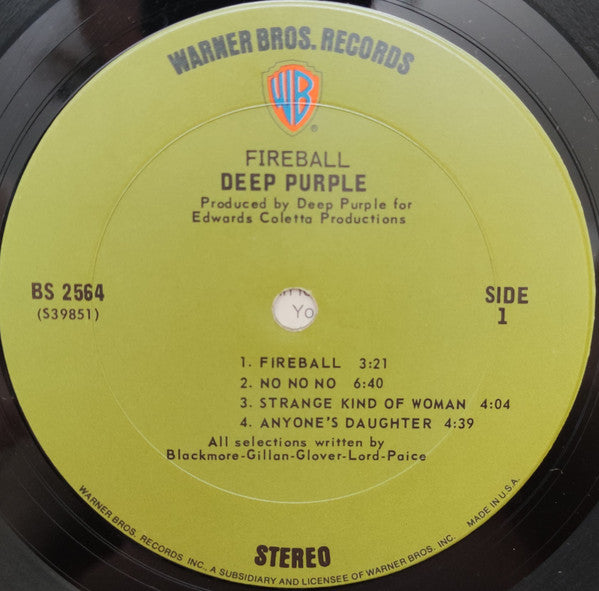 WARNER BROS. RECORDS
WB
®
FIREBALL
DEEP PURPLE
Produced by Deep Purple for
Edwards Coletta Productions
BS 2564
(S39851)
SIDE
1
Yo
1. FIREBALL 3:21
2. NO NO NO 6:40
3. STRANGE KIND OF WOMAN 4:04
4. ANYONE'S DAUGHTER 4:39
All selections written by
Blackmore-Gillan-Glover-Lord-Paice
STEREO
WARNER BROS. RECORDS INC., A SUBSIDIARY AND LICENSEE OF WARNER BROS. INC. MADE IN U.S.A.